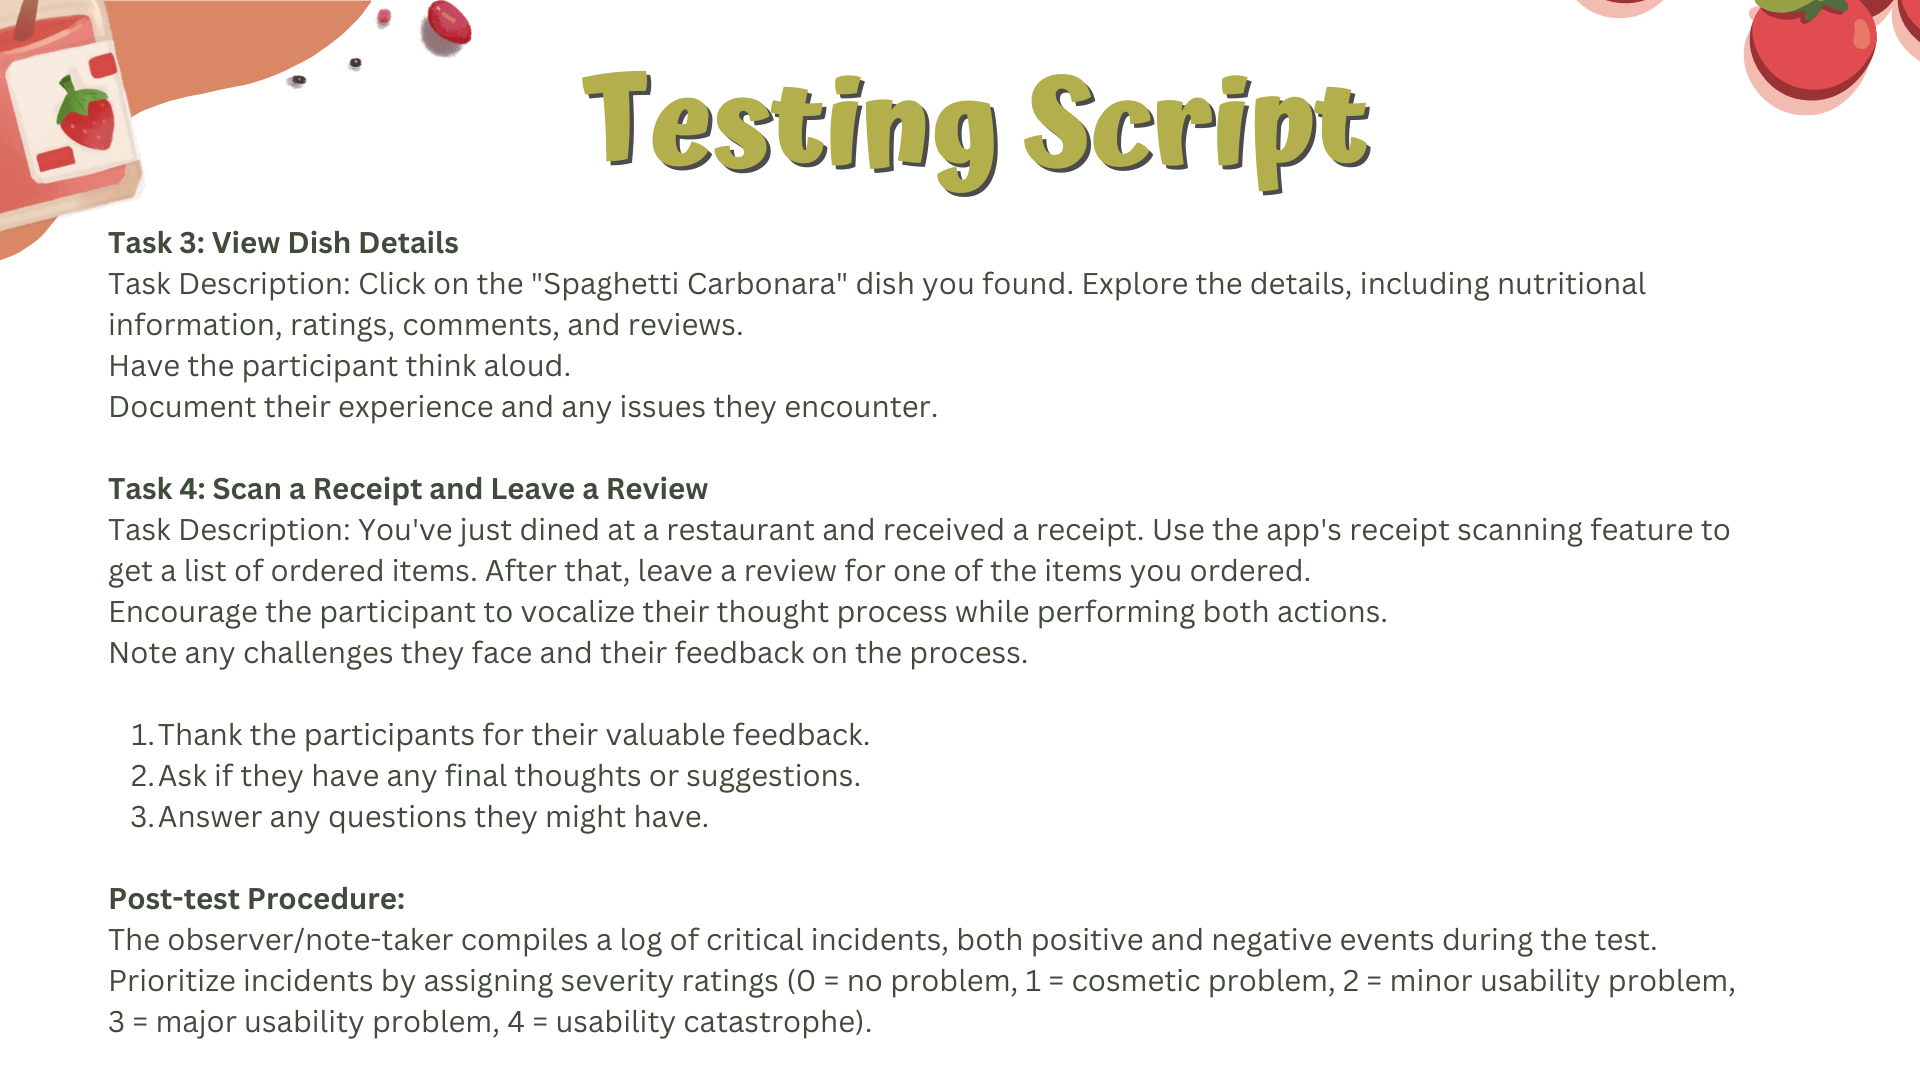 Testing Script
Task 3: View Dish Details
Task Description: Click on the "Spaghetti Carbonara" dish you found. Explore the details, including nutritional
information, ratings, comments, and reviews.
Have the participant think aloud.
Document their experience and any issues they encounter.
Task 4: Scan a Receipt and Leave a Review
Task Description: You've just dined at a restaurant and received a receipt. Use the app's receipt scanning feature to
get a list of ordered items. After that, leave a review for one of the items you ordered.
Encourage the participant to vocalize their thought process while performing both actions.
Note any challenges they face and their feedback on the process.
1. Thank the participants for their valuable feedback.
2. Ask if they have any final thoughts or suggestions.
3. Answer any questions they might have.
Post-test Procedure:
The observer/note-taker compiles a log of critical incidents, both positive and negative events during the test.
Prioritize incidents by assigning severity ratings (0 = no problem, 1 = cosmetic problem, 2 = minor usability problem,
3 = major usability problem, 4 = usability catastrophe).